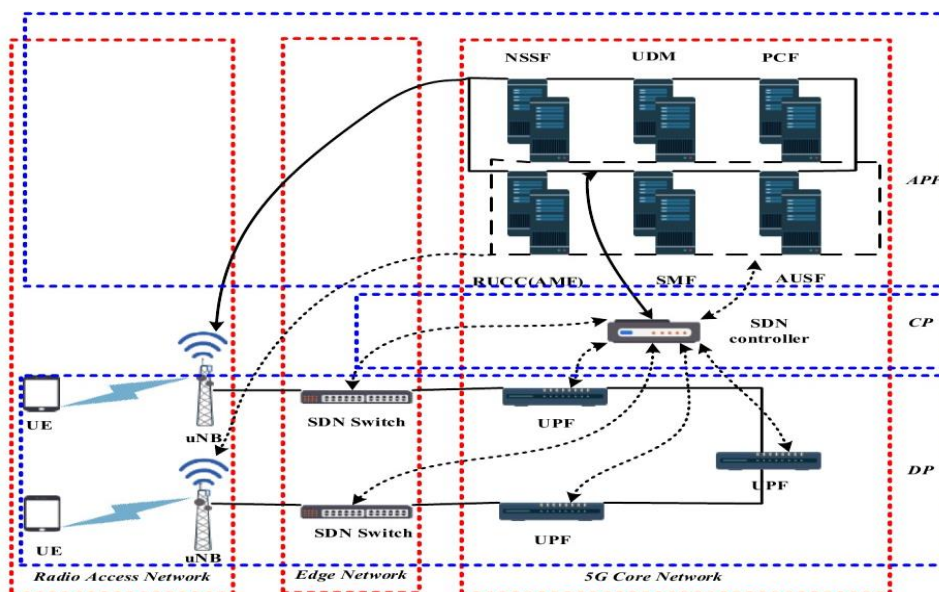 NSSF UDM PCF
APP
RUCC(AMF) SMF AUSF
SDN
controller
CP
UE
uNB
SDN Switch
UPF
UPF
DP
UE
uNB
SDN Switch
UPF
Radio Access Network Edge Network 5G Core Network